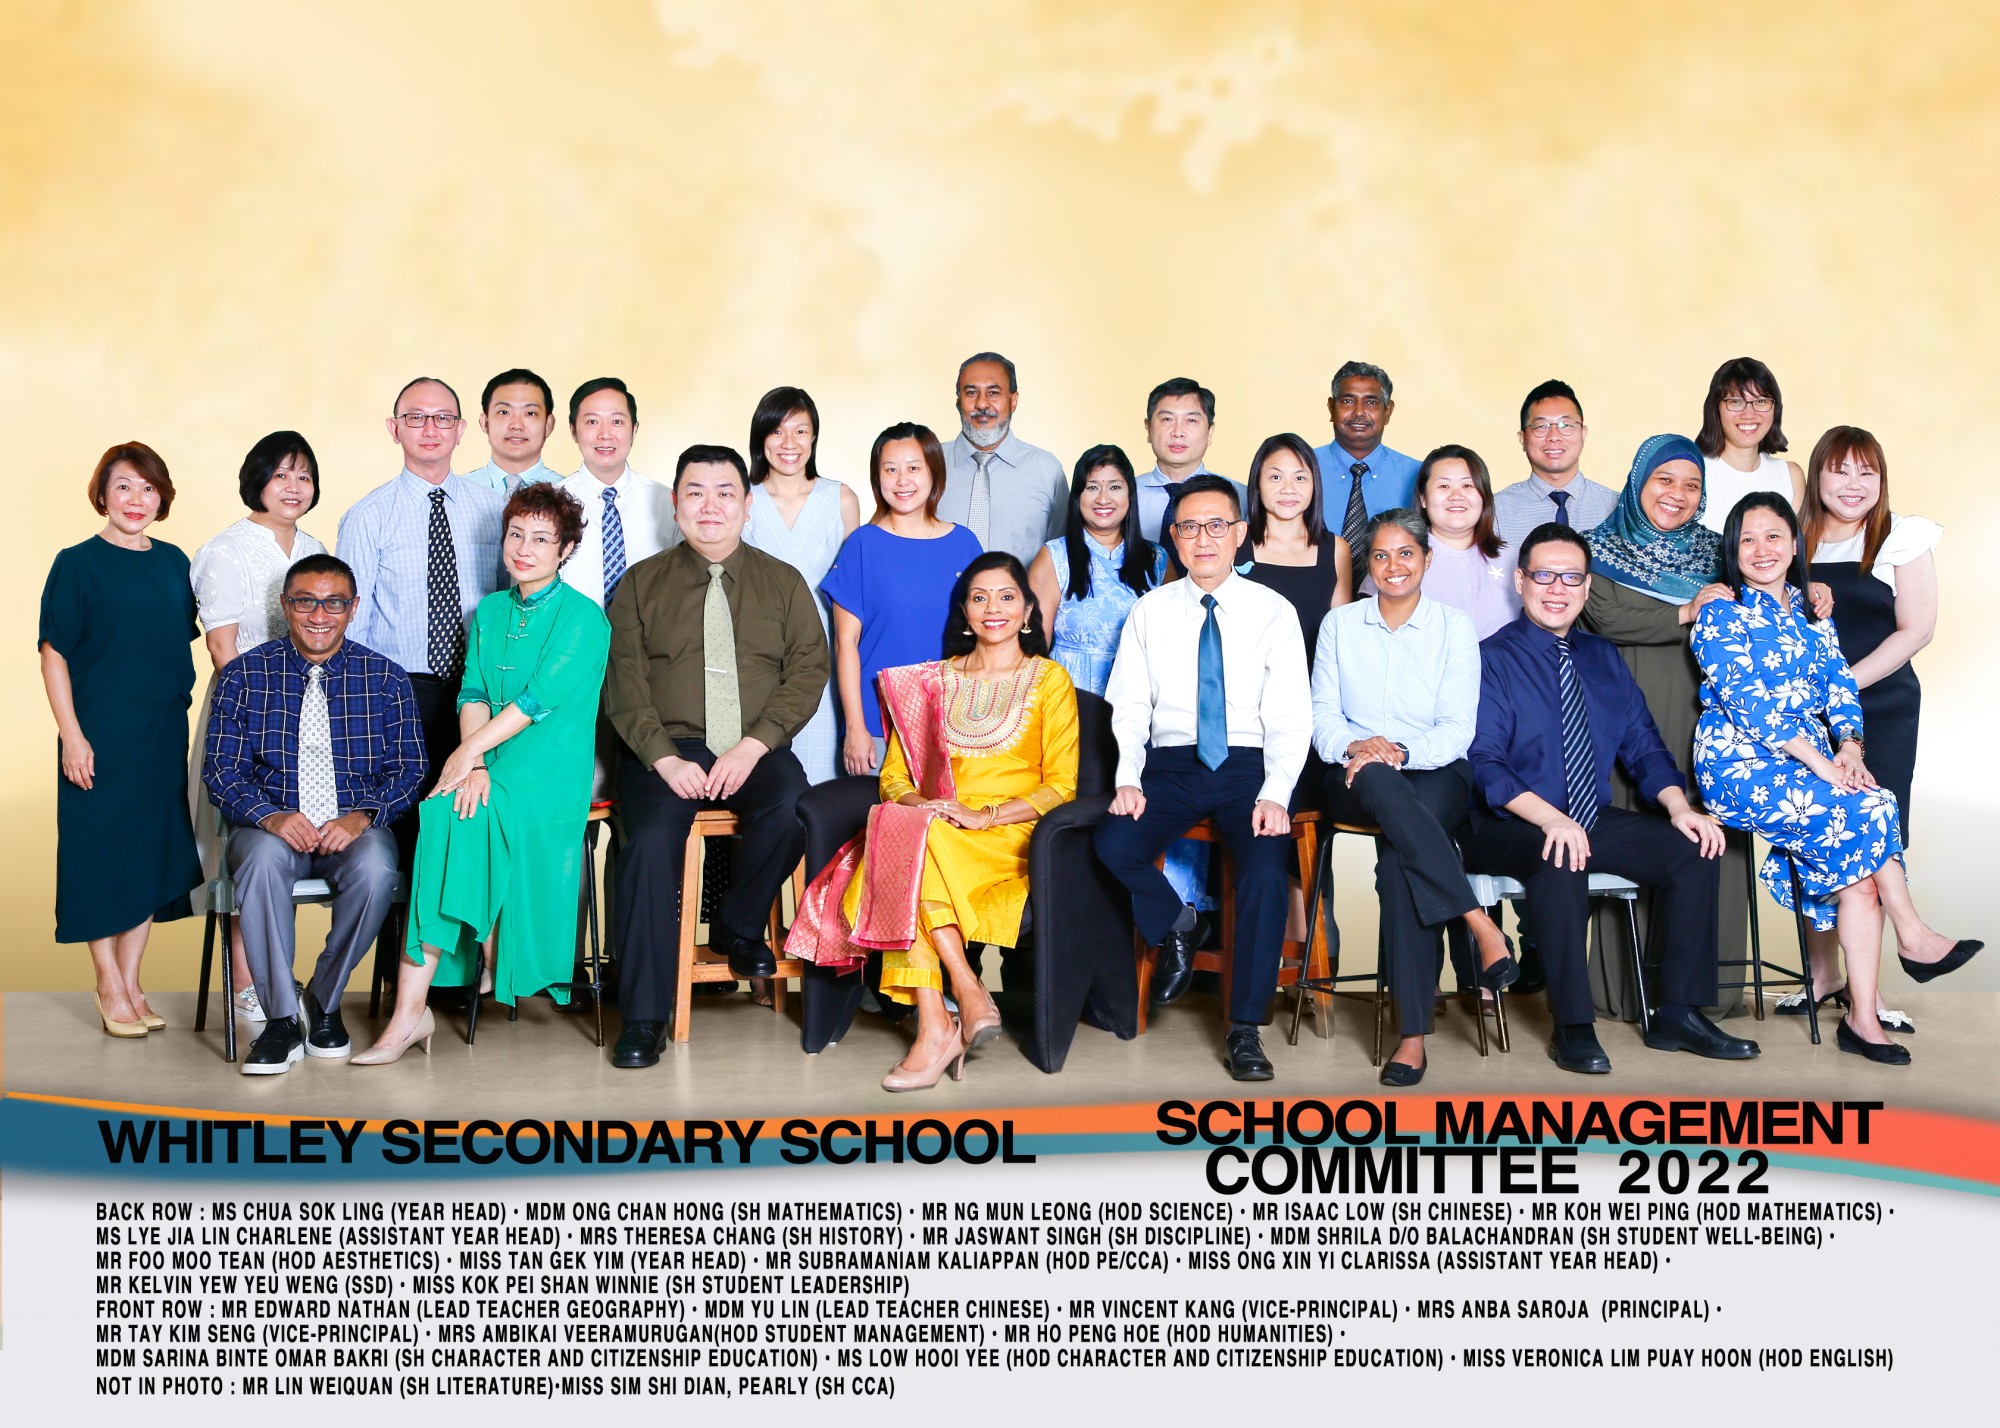 WHITLEY SECONDARY SCHOOL
SCHOOL MANAGEMENT
COMMITTEE 2022
BACK ROW : MS CHUA SOK LING (YEAR HEAD) • MDM ONG CHAN HONG (SH MATHEMATICS) • MR NG MUN LEONG (HOD SCIENCE) • MR ISAAC LOW (SH CHINESE) • MR KOH WEI PING (HOD MATHEMATICS) •
MS LYE JIA LIN CHARLENE (ASSISTANT YEAR HEAD) • MRS THERESA CHANG (SH HISTORY) • MR JASWANT SINGH (SH DISCIPLINE) • MDM SHRILA D/O BALACHANDRAN (SH STUDENT WELL-BEING) •
MR FOO MOO TEAN (HOD AESTHETICS) • MISS TAN GEK YIM (YEAR HEAD) • MR SUBRAMANIAM KALIAPPAN (HOD PE/CCA) • MISS ONG XIN YI CLARISSA (ASSISTANT YEAR HEAD) •
MR KELVIN YEW YEU WENG (SSD) • MISS KOK PEI SHAN WINNIE (SH STUDENT LEADERSHIP)
FRONT ROW : MR EDWARD NATHAN (LEAD TEACHER GEOGRAPHY) • MDM YU LIN (LEAD TEACHER CHINESE) • MR VINCENT KANG (VICE-PRINCIPAL) • MRS ANBA SAROJA (PRINCIPAL) •
MR TAY KIM SENG (VICE-PRINCIPAL) • MRS AMBIKAI VEERAMURUGAN(HOD STUDENT MANAGEMENT) • MR HO PENG HOE (HOD HUMANITIES) •
MDM SARINA BINTE OMAR BAKRI (SH CHARACTER AND CITIZENSHIP EDUCATION) • MS LOW HOOI YEE (HOD CHARACTER AND CITIZENSHIP EDUCATION) • MISS VERONICA LIM PUAY HOON (HOD ENGLISH)
NOT IN PHOTO : MR LIN WEIQUAN (SH LITERATURE)•MISS SIM SHI DIAN, PEARLY (SH CCA)